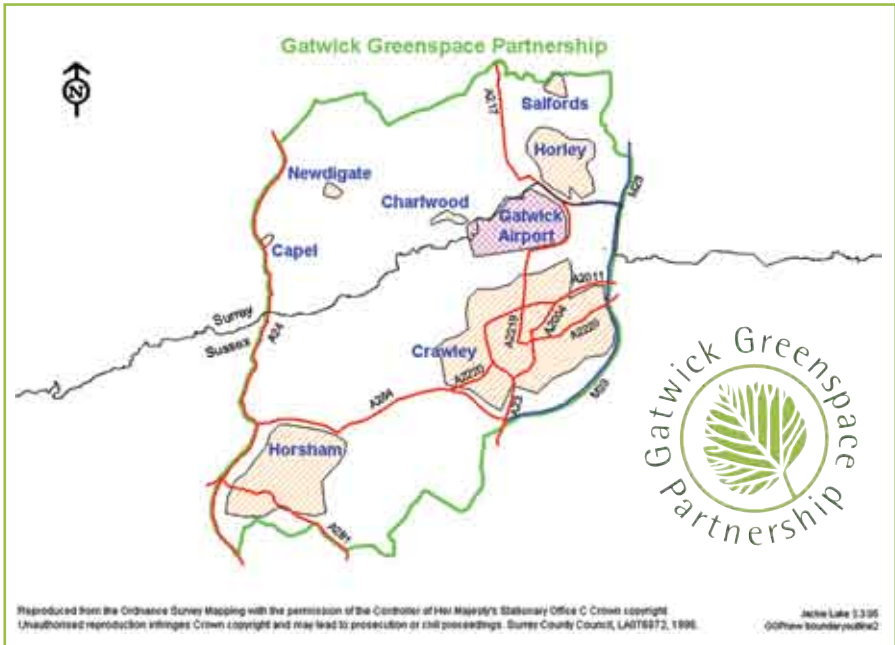 Gatwick Greenspace Partnership
N
A217
Salfords
Horley
M23
Newdigate
Charlwood
Gatwick
Airport
Capel
Surrey
Sussex
A24
A2011
A2219
A2004
A2220
Crawley
A2220
A264
A23
M23
Horsham
A281
Gatwick Greenspace
Partnership
Reproduced from the Ordnance Survey Mapping with the permission of the Controller of Her Majesty's Stationary Office C Crown copyright
Unauthorised reproduction infringes Crown copyright and may lead to prosecution or civil proceedings. Surrey County Council, LA076872, 1996.
Jackie Lake